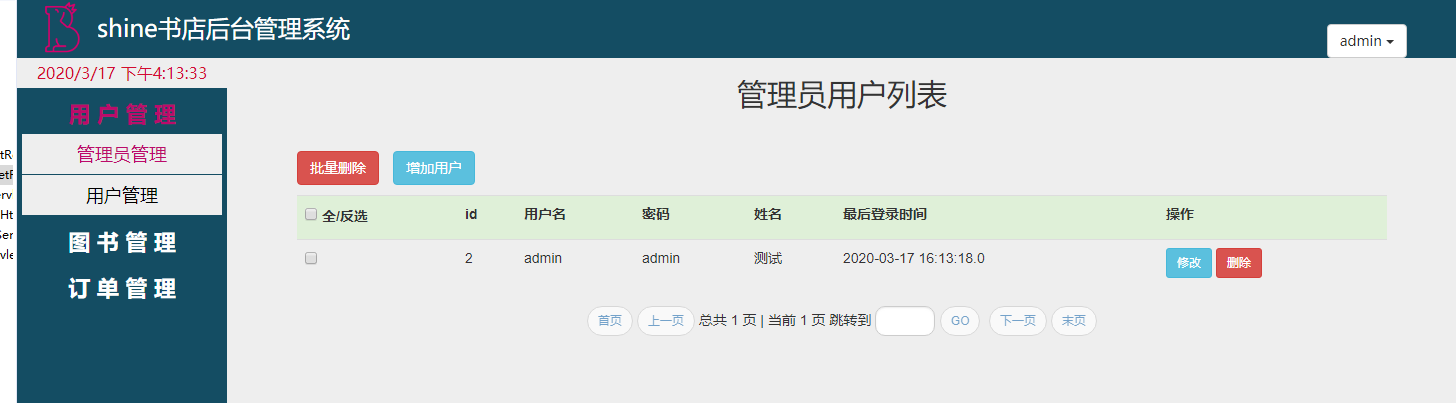 shine书店后台管理系统
admin
2020/3/17 下午4:13:33
管理员用户列表
用户管理
管理员管理
用户管理
图书管理
订单管理
批量删除 增加用户
全/反选 id 用户名 密码 姓名 最后登录时间 操作
2 admin admin 测试 2020-03-17 16:13:18.0 修改 删除
首页 上一页 总共 1 页 | 当前 1 页 跳转到 GO 下一页 末页